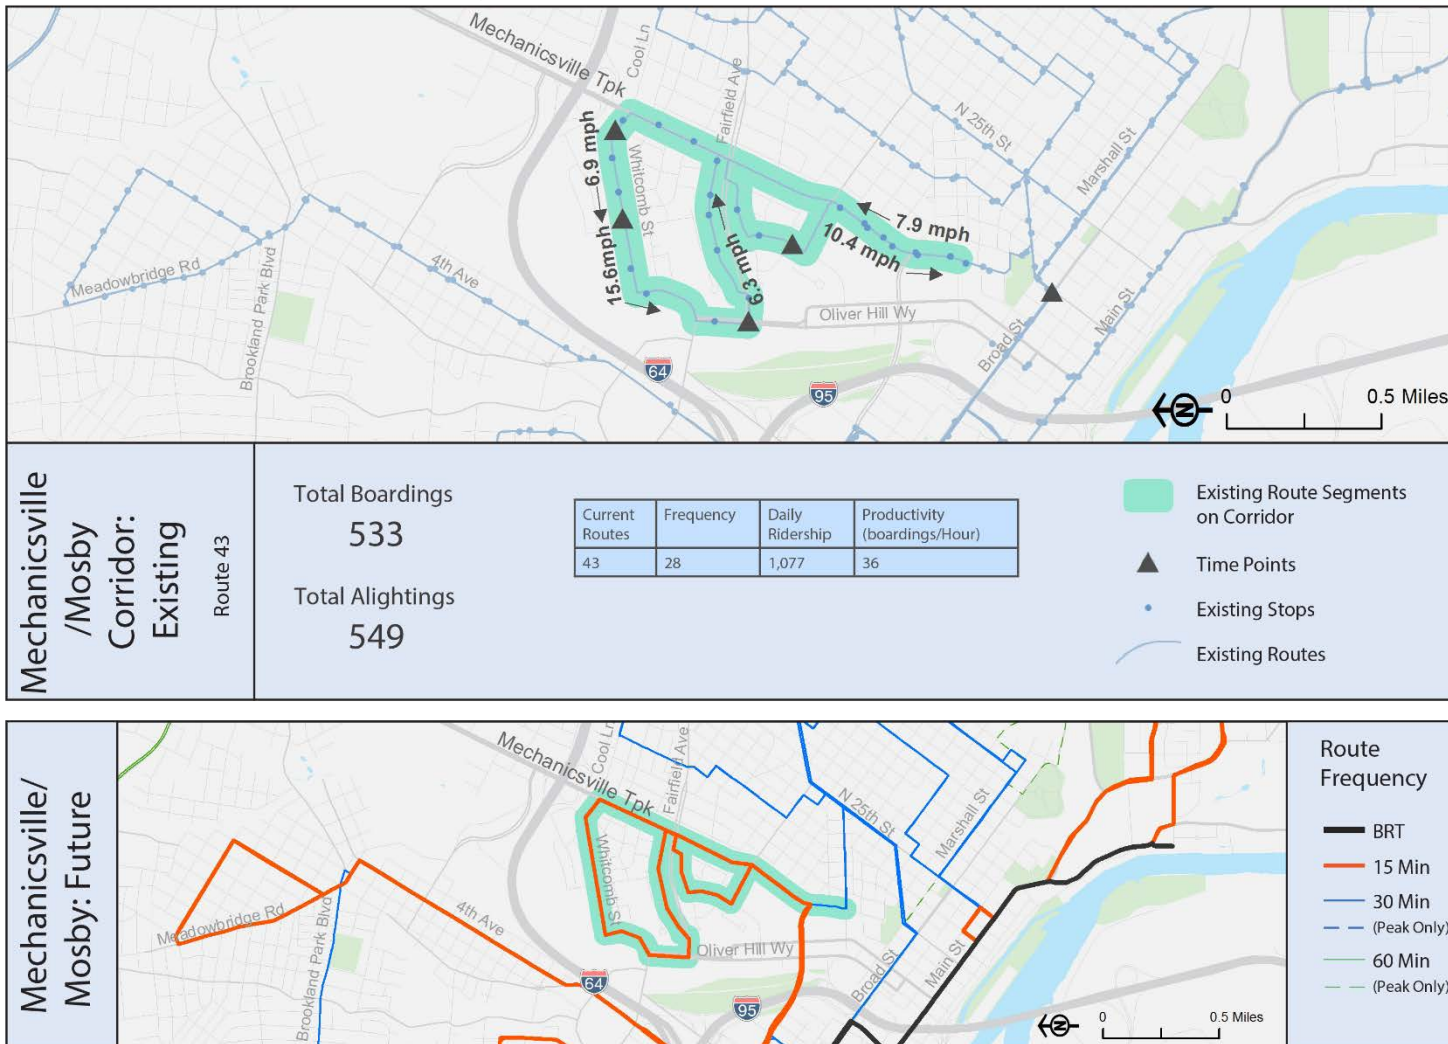 Mechanicsville Tpk
Cool Ln
Fairfield Ave
N 25th St
Marshall St
6.9 mph
Whitcomb St
7.9 mph
10.4 mph
15.6mph
6.3 mph
Meadowbridge Rd
4th Ave
Brookland Park Blvd
Oliver Hill Wy
Broad St
Main St
64
95
N
0 0.5 Miles
Mechanicsville
/Mosby
Corridor:
Existing
Route 43
Total Boardings
533
Total Alightings
549
Current Routes Frequency Daily Ridership Productivity (boardings/Hour)
43 28 1,077 36
Existing Route Segments
on Corridor
Time Points
Existing Stops
Existing Routes
Mechanicsville/
Mosby: Future
Mechanicsville Tpk
Cool Ln
Fairfield Ave
N 25th St
Marshall St
Whitcomb St
Meadowbridge Rd
4th Ave
Brookland Park Blvd
Oliver Hill Wy
Broad St
Main St
64
95
N
0 0.5 Miles
Route
Frequency
BRT
15 Min
30 Min
(Peak Only)
60 Min
(Peak Only)